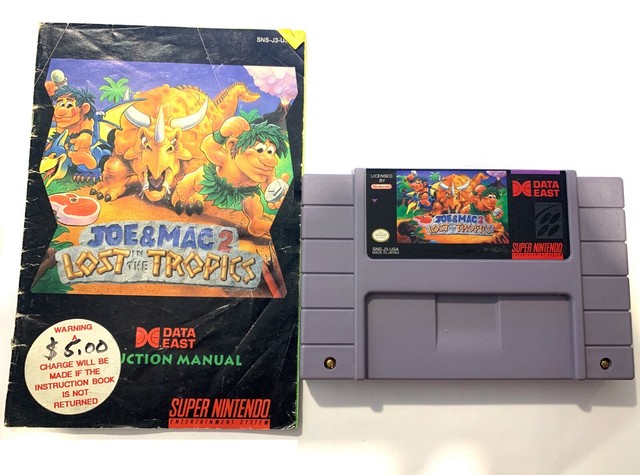 SNS-J3-U
JOE & MAC 2
LOST IN THE TROPICS
DATA
EAST
UCTION MANUAL
WARNING
A
$5.00
CHARGE WILL BE
MADE IF THE
INSTRUCTION BOOK
IS NOT
RETURNED
SUPER NINTENDO
ENTERTAINMENT SYSTEM
LICENSED
BY
Nintendo
JOE & MAC 2
LOST IN THE TROPICS
SNS-J3-USA
MADE IN JAPAN
DATA
EAST
SUPER NINTENDO
ENTERTAINMENT SYSTEM